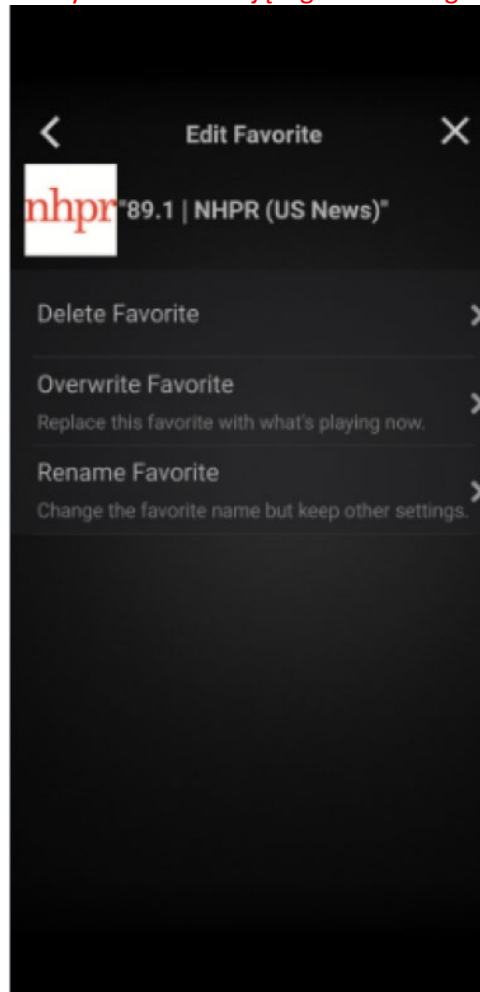 Edit Favorite
nhpr "89.1 | NHPR (US News)"
Delete Favorite
Overwrite Favorite
Replace this favorite with what's playing now.
Rename Favorite
Change the favorite name but keep other settings.